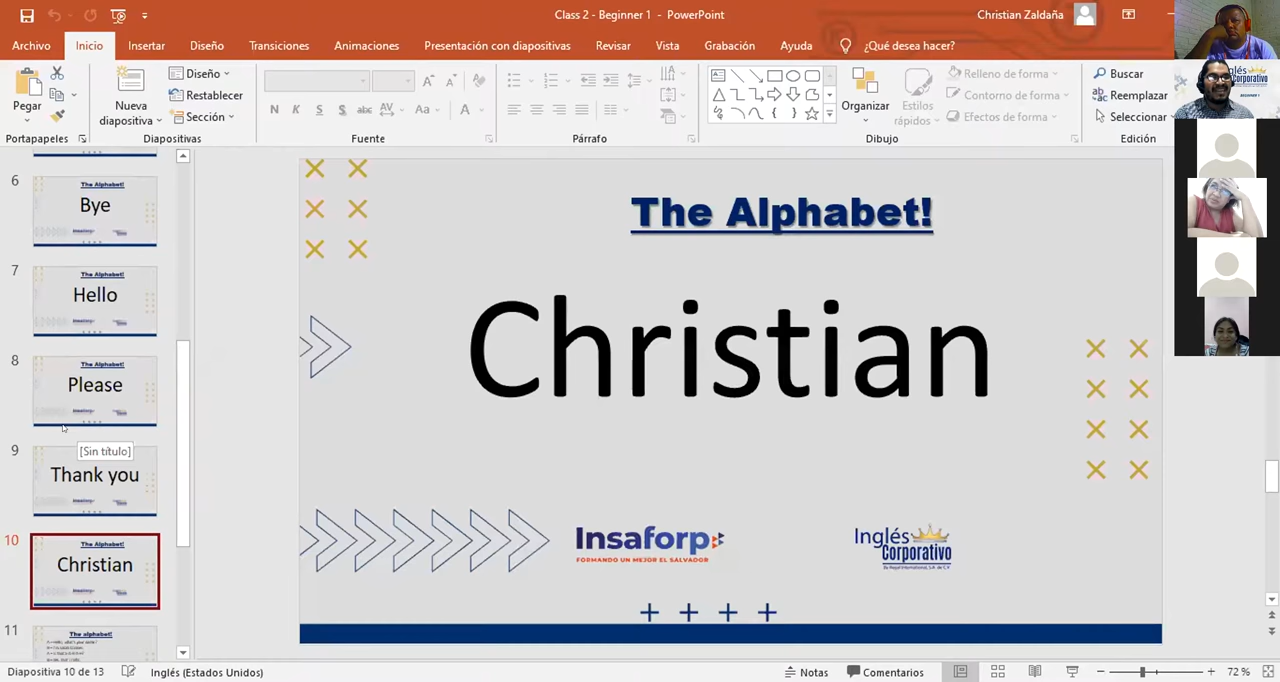 Class 2 - Beginner 1 - PowerPoint
Christian Zaldaña
Archivo Inicio Insertar Diseño Transiciones Animaciones Presentación con diapositivas Revisar Vista Grabación Ayuda ¿Qué desea hacer?
Pegar
Nueva diapositiva
Diseño
Restablecer
Sección
N K S S abc AV Aa A
Organizar
Estilos rápidos
Relleno de forma
Contorno de forma
Efectos de forma
Buscar
Reemplazar
Seleccionar
Portapapeles Diapositivas Fuente Párrafo Dibujo Edición
6
The Alphabet!
Bye
7
The Alphabet!
Hello
8
The Alphabet!
Please
[Sin título]
9
Thank you
10
The Alphabet!
Christian
11
The alphabet!
The Alphabet!
Christian
Insaforp
FORMANDO UN MEJOR EL SALVADOR
Inglés
Corporativo
Inglés
Corporativo
Diapositiva 10 de 13 Inglés (Estados Unidos) Notas Comentarios 72 %